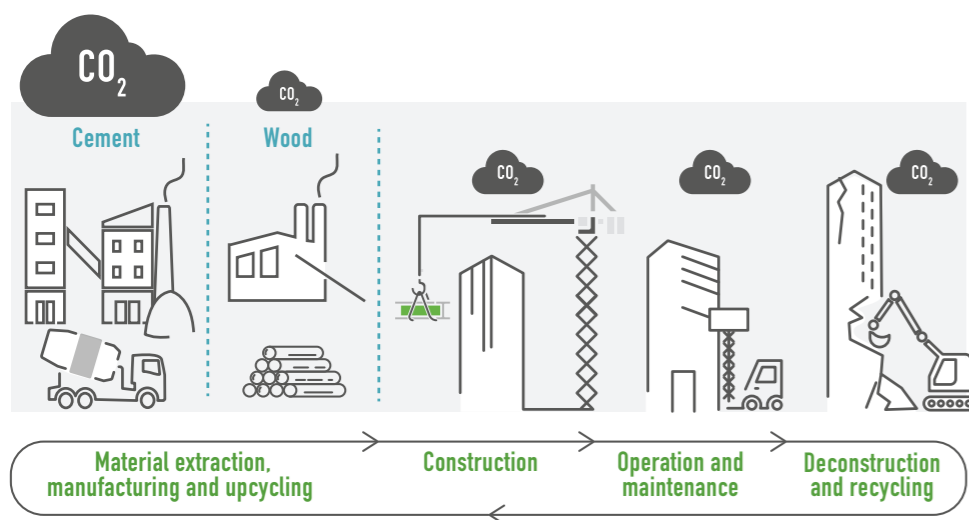 CO2
CO2
Cement
Wood
CO2
CO2
CO2
Material extraction,
manufacturing and upcycling
Construction
Operation and
maintenance
Deconstruction
and recycling